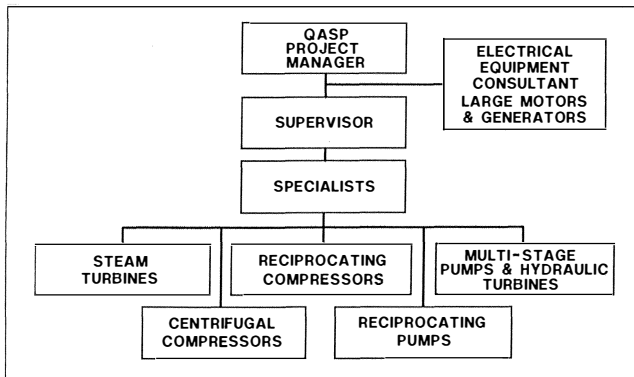 QASP
PROJECT
MANAGER
ELECTRICAL
EQUIPMENT
CONSULTANT
LARGE MOTORS
& GENERATORS
SUPERVISOR
SPECIALISTS
STEAM
TURBINES
RECIPROCATING
COMPRESSORS
MULTI-STAGE
PUMPS & HYDRAULIC
TURBINES
CENTRIFUGAL
COMPRESSORS
RECIPROCATING
PUMPS